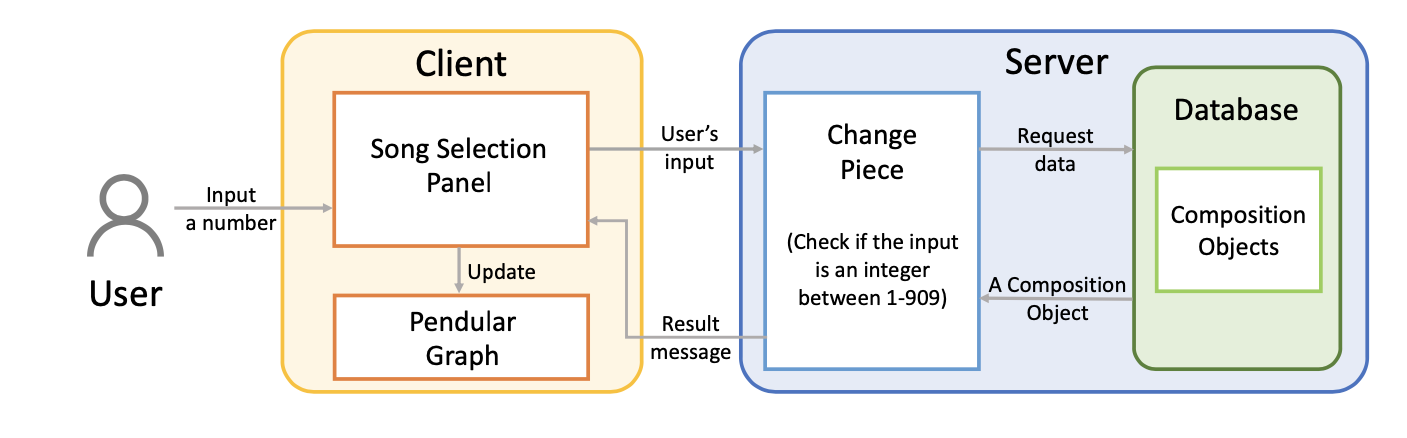 Client
Server
Song Selection
Panel
User's
input
Change
Piece
Request
data
Database
Input
a number
User
Update
Pendular
Graph
Result
message
(Check if the input
is an integer
between 1-909)
A Composition
Object
Composition
Objects